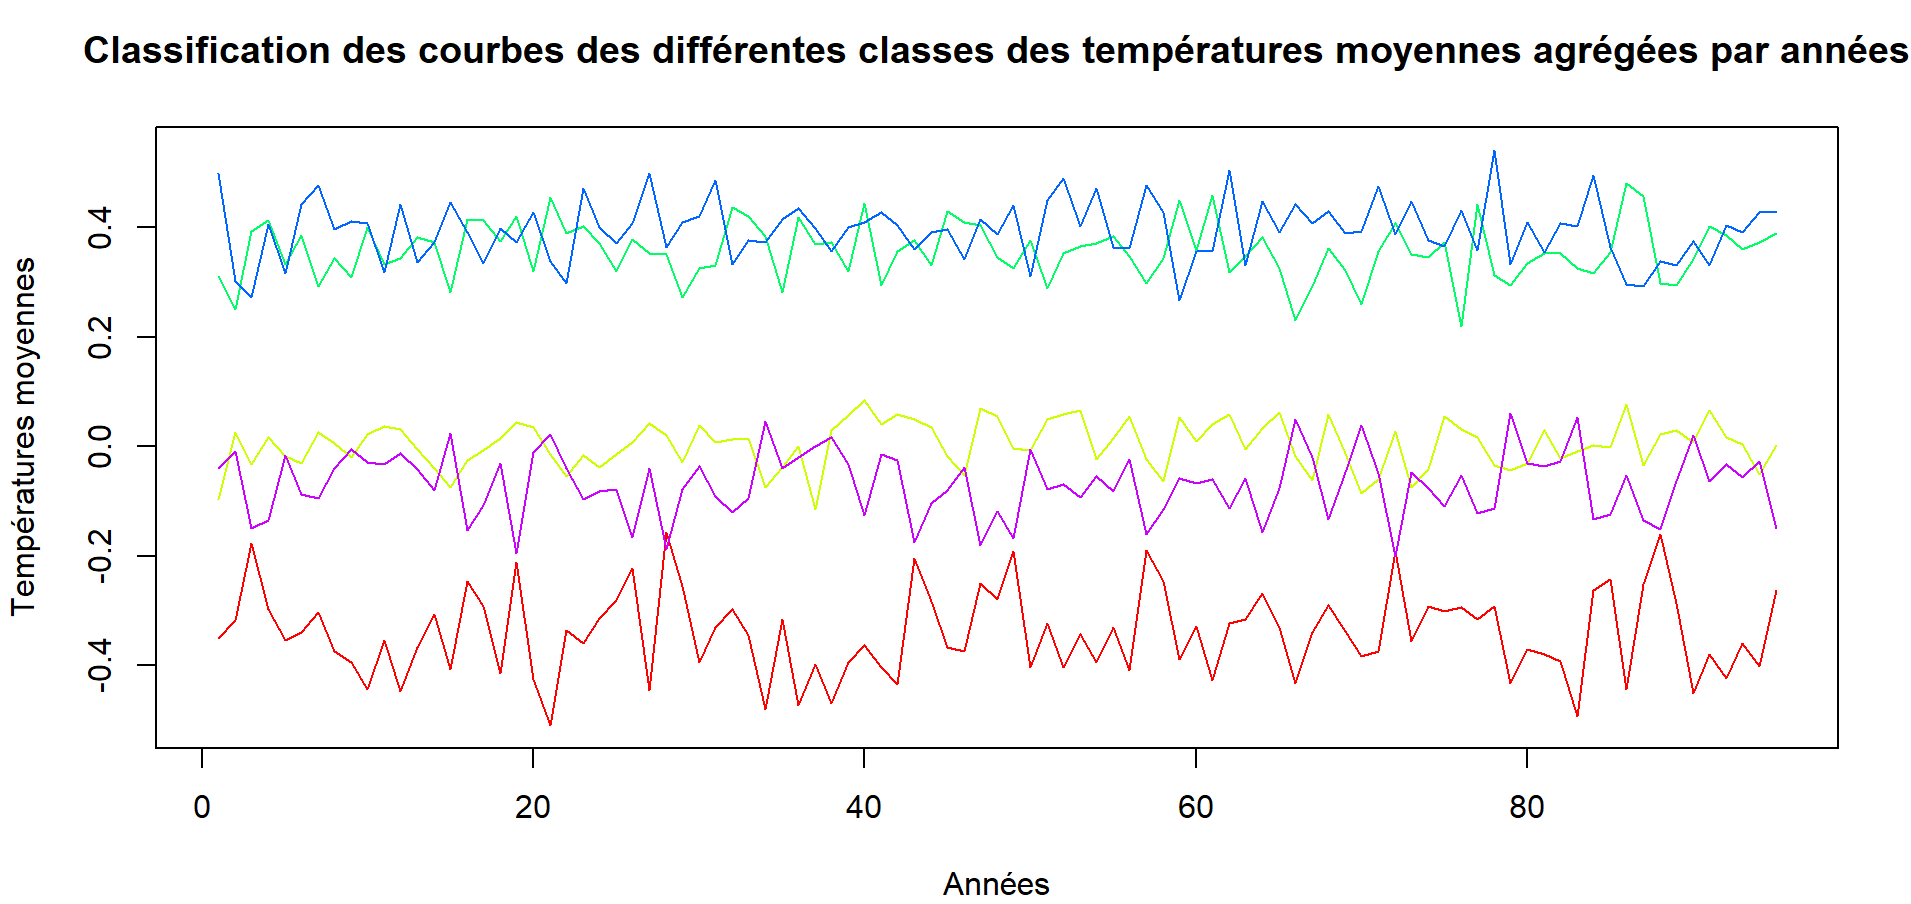 Classification des courbes des différentes classes des températures moyennes agrégées par années
Températures moyennes
0.4
0.2
0.0
-0.2
-0.4
0 20 40 60 80
Années